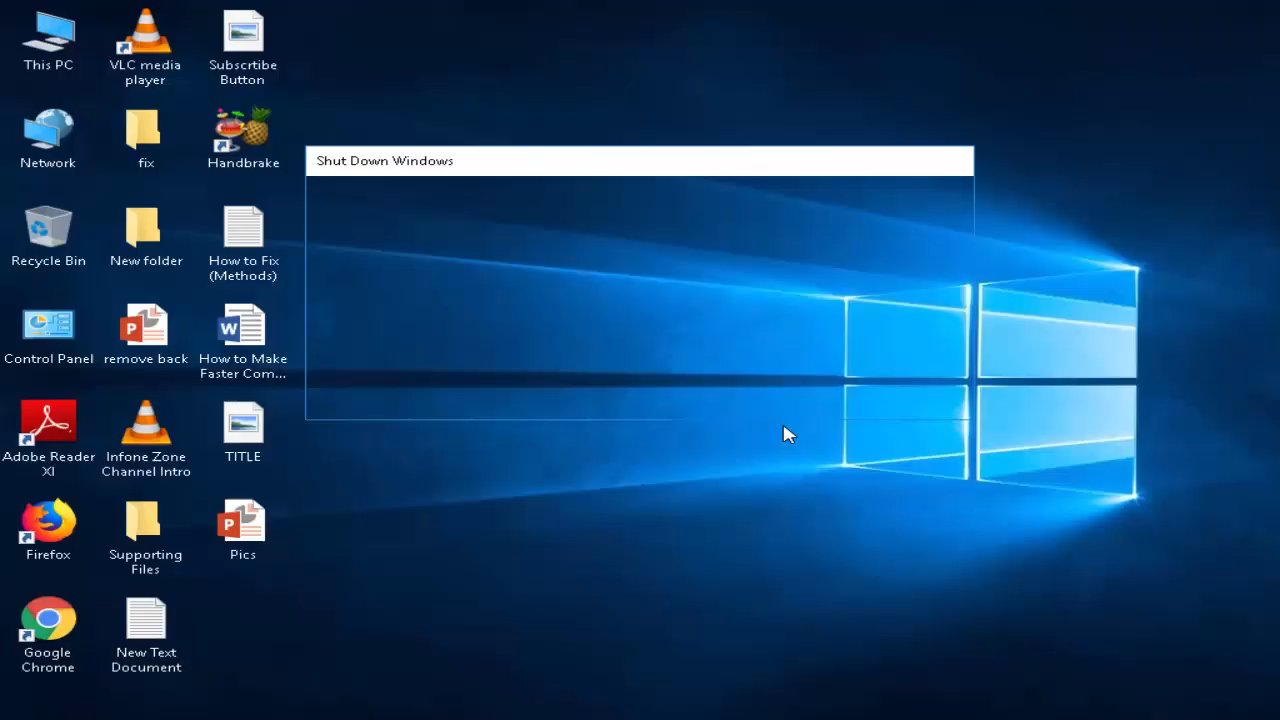 This PC
VLC media
player
Subscrtibe
Button
Network
fix
Handbrake
Shut Down Windows
Recycle Bin
New folder
How to Fix
(Methods)
Control Panel
remove back
How to Make
Faster Com...
Adobe Reader
XI
Infone Zone
Channel Intro
TITLE
Firefox
Supporting
Files
Pics
Google
Chrome
New Text
Document